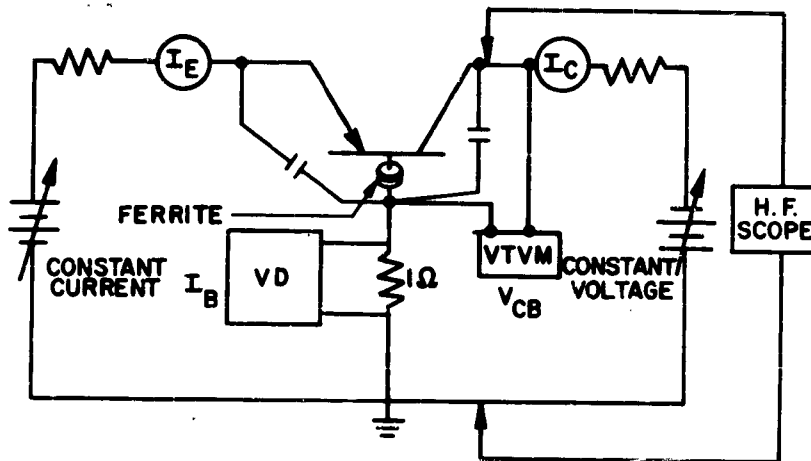 I_E
I_C
FERRITE
CONSTANT
CURRENT
I_B
VD
1Ω
VTVM
V_CB
CONSTANT
VOLTAGE
H.F.
SCOPE